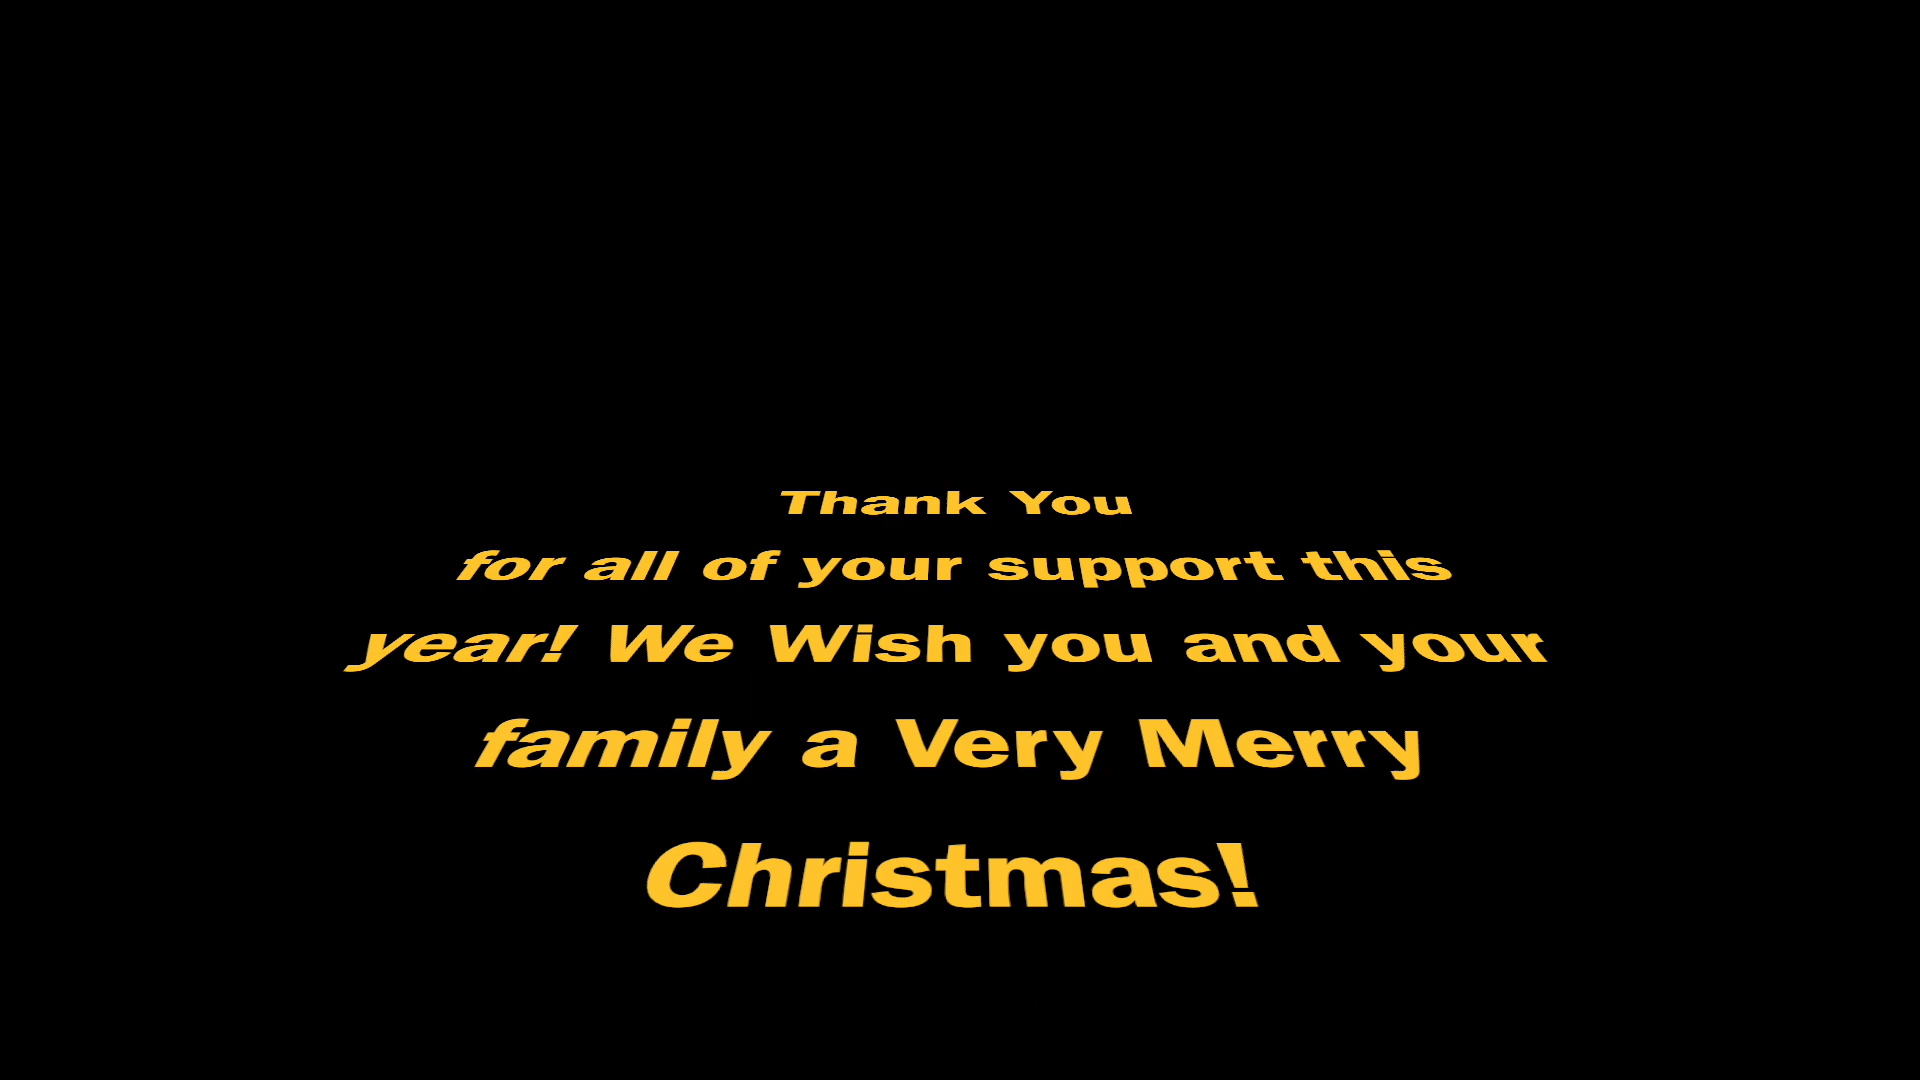 Thank You
for all of your support this
year! We Wish you and your
family a Very Merry
Christmas!